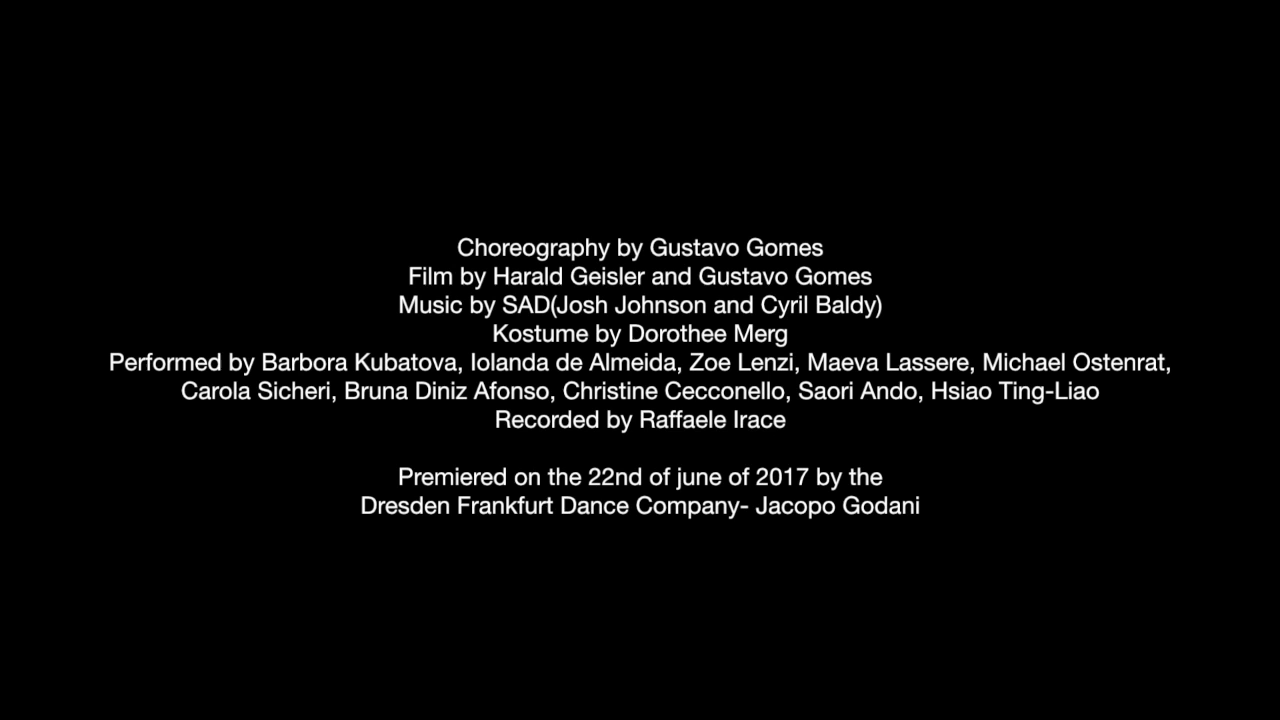 Choreography by Gustavo Gomes
Film by Harald Geisler and Gustavo Gomes
Music by SAD(Josh Johnson and Cyril Baldy)
Kostume by Dorothee Merg
Performed by Barbora Kubatova, Iolanda de Almeida, Zoe Lenzi, Maeva Lassere, Michael Ostenrat,
Carola Sicheri, Bruna Diniz Afonso, Christine Cecconello, Saori Ando, Hsiao Ting-Liao
Recorded by Raffaele Irace
Premiered on the 22nd of june of 2017 by the
Dresden Frankfurt Dance Company- Jacopo Godani